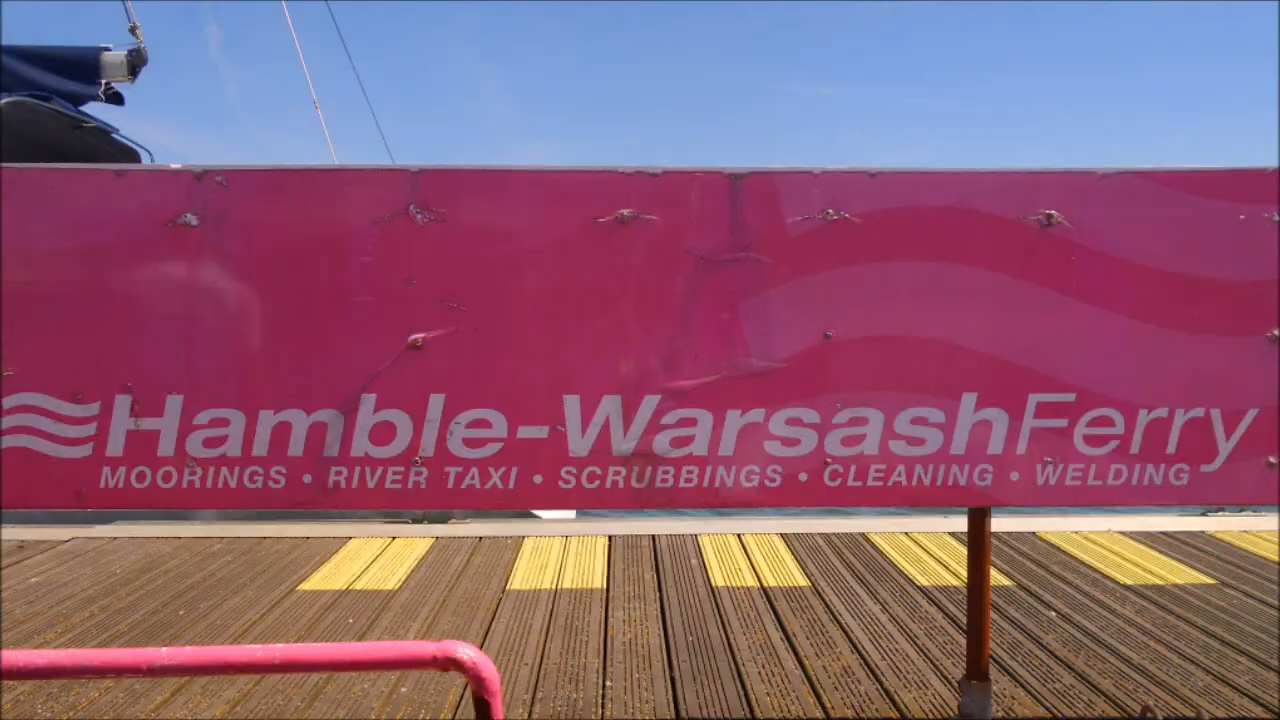 Hamble-WarsashFerry
MOORINGS • RIVER TAXI • SCRUBBINGS • CLEANING • WELDING